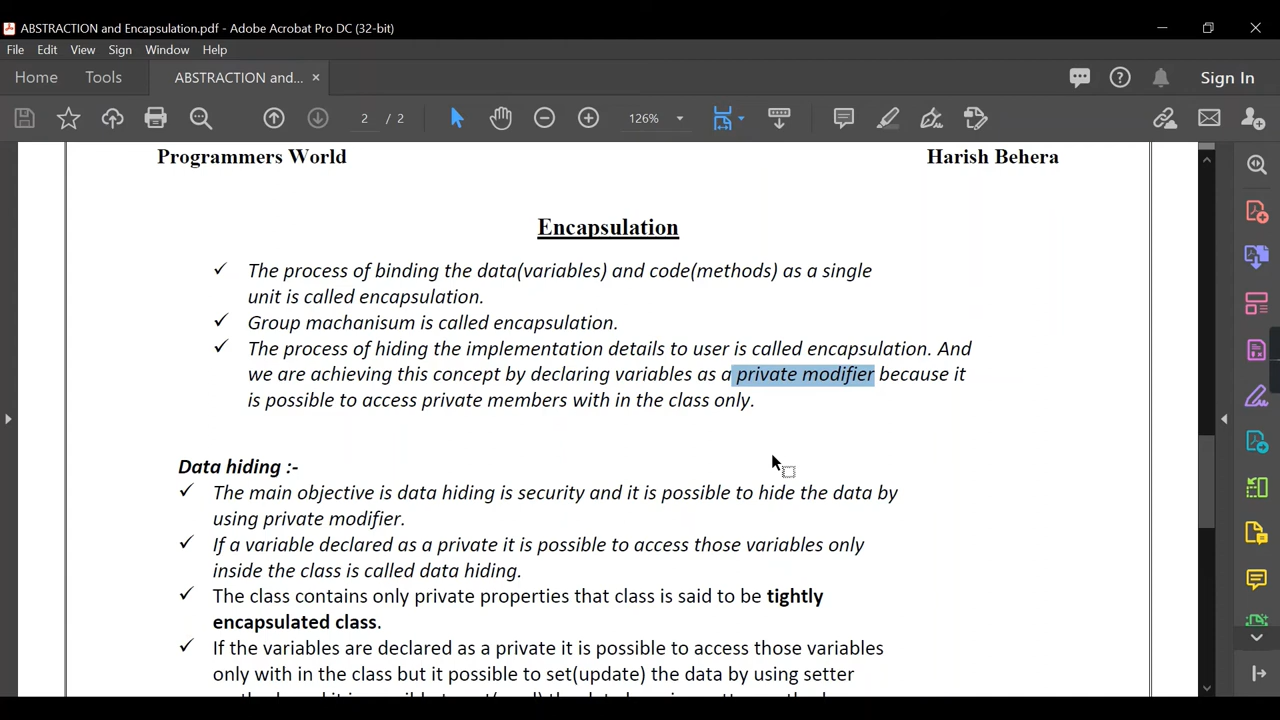 ABSTRACTION and Encapsulation.pdf - Adobe Acrobat Pro DC (32-bit)
File Edit View Sign Window Help
Home Tools ABSTRACTION and... × Sign In
2 / 2 126%
Programmers World Harish Behera
Encapsulation
✓ The process of binding the data(variables) and code(methods) as a single
unit is called encapsulation.
✓ Group machanisum is called encapsulation.
✓ The process of hiding the implementation details to user is called encapsulation. And
we are achieving this concept by declaring variables as a private modifier because it
is possible to access private members with in the class only.
Data hiding :-
✓ The main objective is data hiding is security and it is possible to hide the data by
using private modifier.
✓ If a variable declared as a private it is possible to access those variables only
inside the class is called data hiding.
✓ The class contains only private properties that class is said to be tightly
encapsulated class.
✓ If the variables are declared as a private it is possible to access those variables
only with in the class but it possible to set(update) the data by using setter